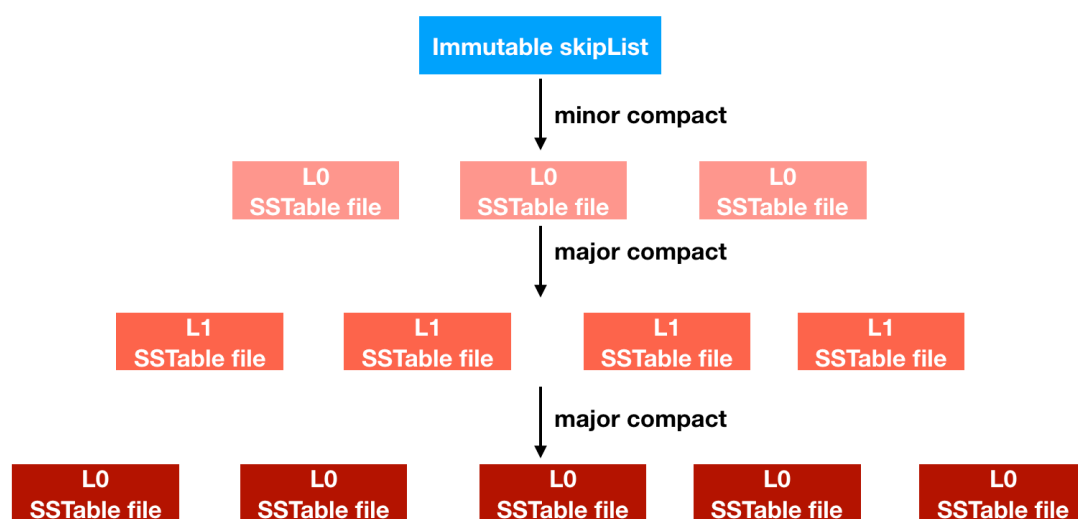 Immutable skipList
minor compact
L0 L0 L0
SSTable file SSTable file SSTable file
major compact
L1 L1 L1 L1
SSTable file SSTable file SSTable file SSTable file
major compact
L0 L0 L0 L0 L0
SSTable file SSTable file SSTable file SSTable file SSTable file